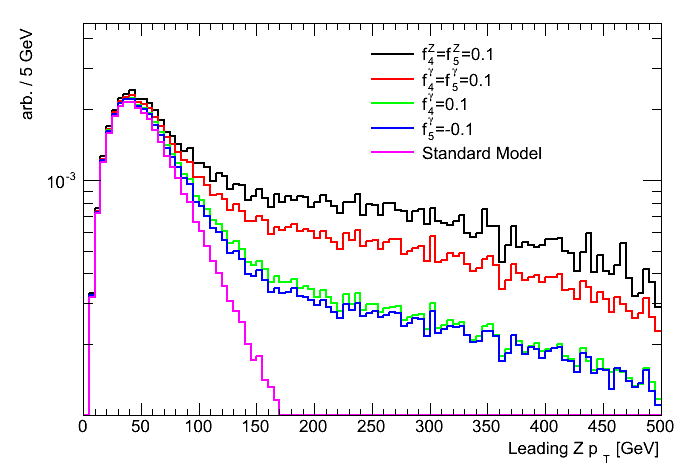 arb. / 5 GeV
10⁻³
f₄ᶻ=f₅ᶻ=0.1
f₄ᵞ=f₅ᵞ=0.1
f₄ᵞ=0.1
f₅ᵞ=-0.1
Standard Model
0 50 100 150 200 250 300 350 400 450 500
Leading Z p_T [GeV]